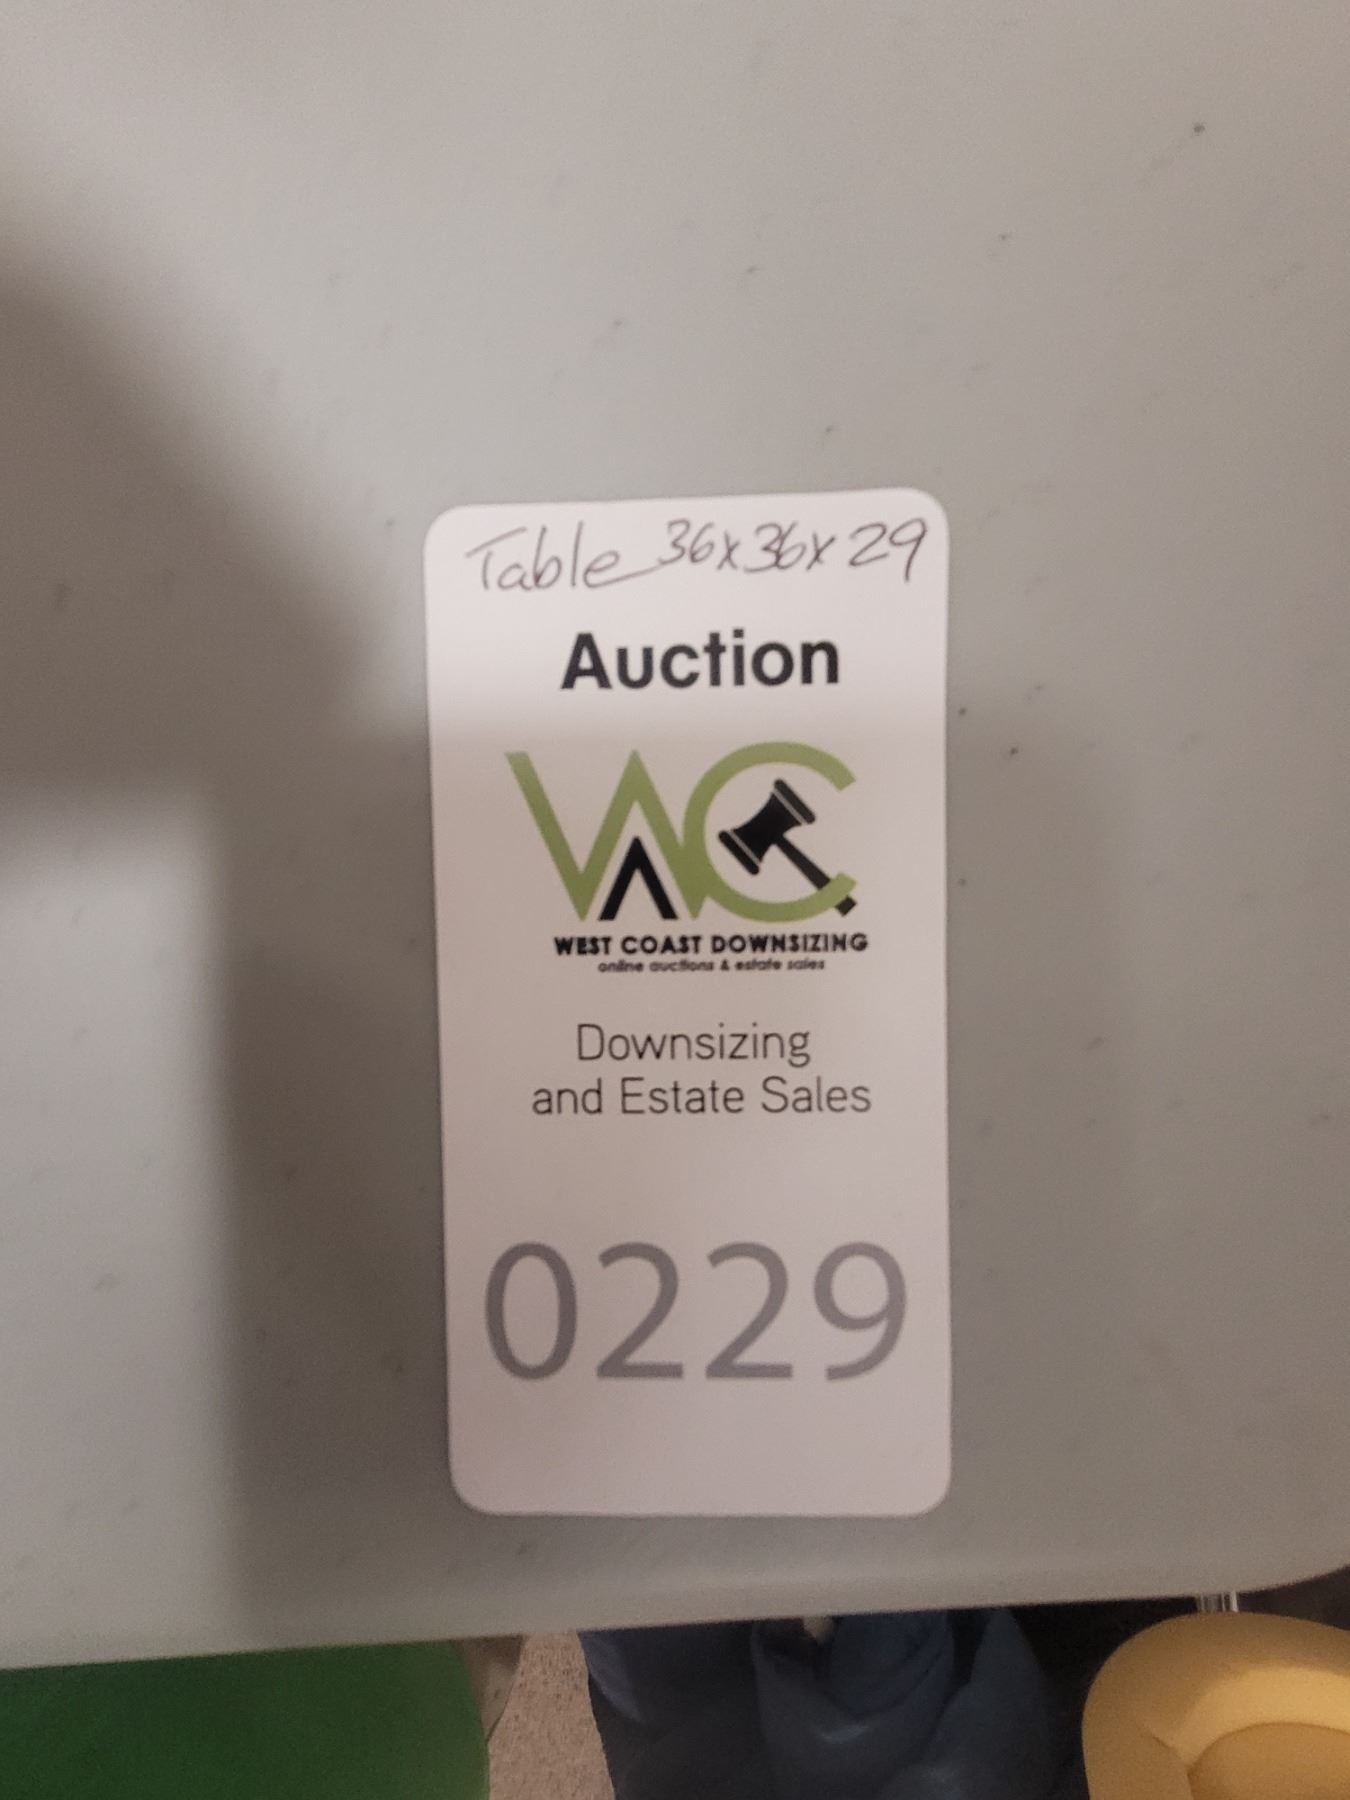 Table 36x36x29
Auction
WC
WEST COAST DOWNSIZING
online auctions & estate sales
Downsizing
and Estate Sales
0229